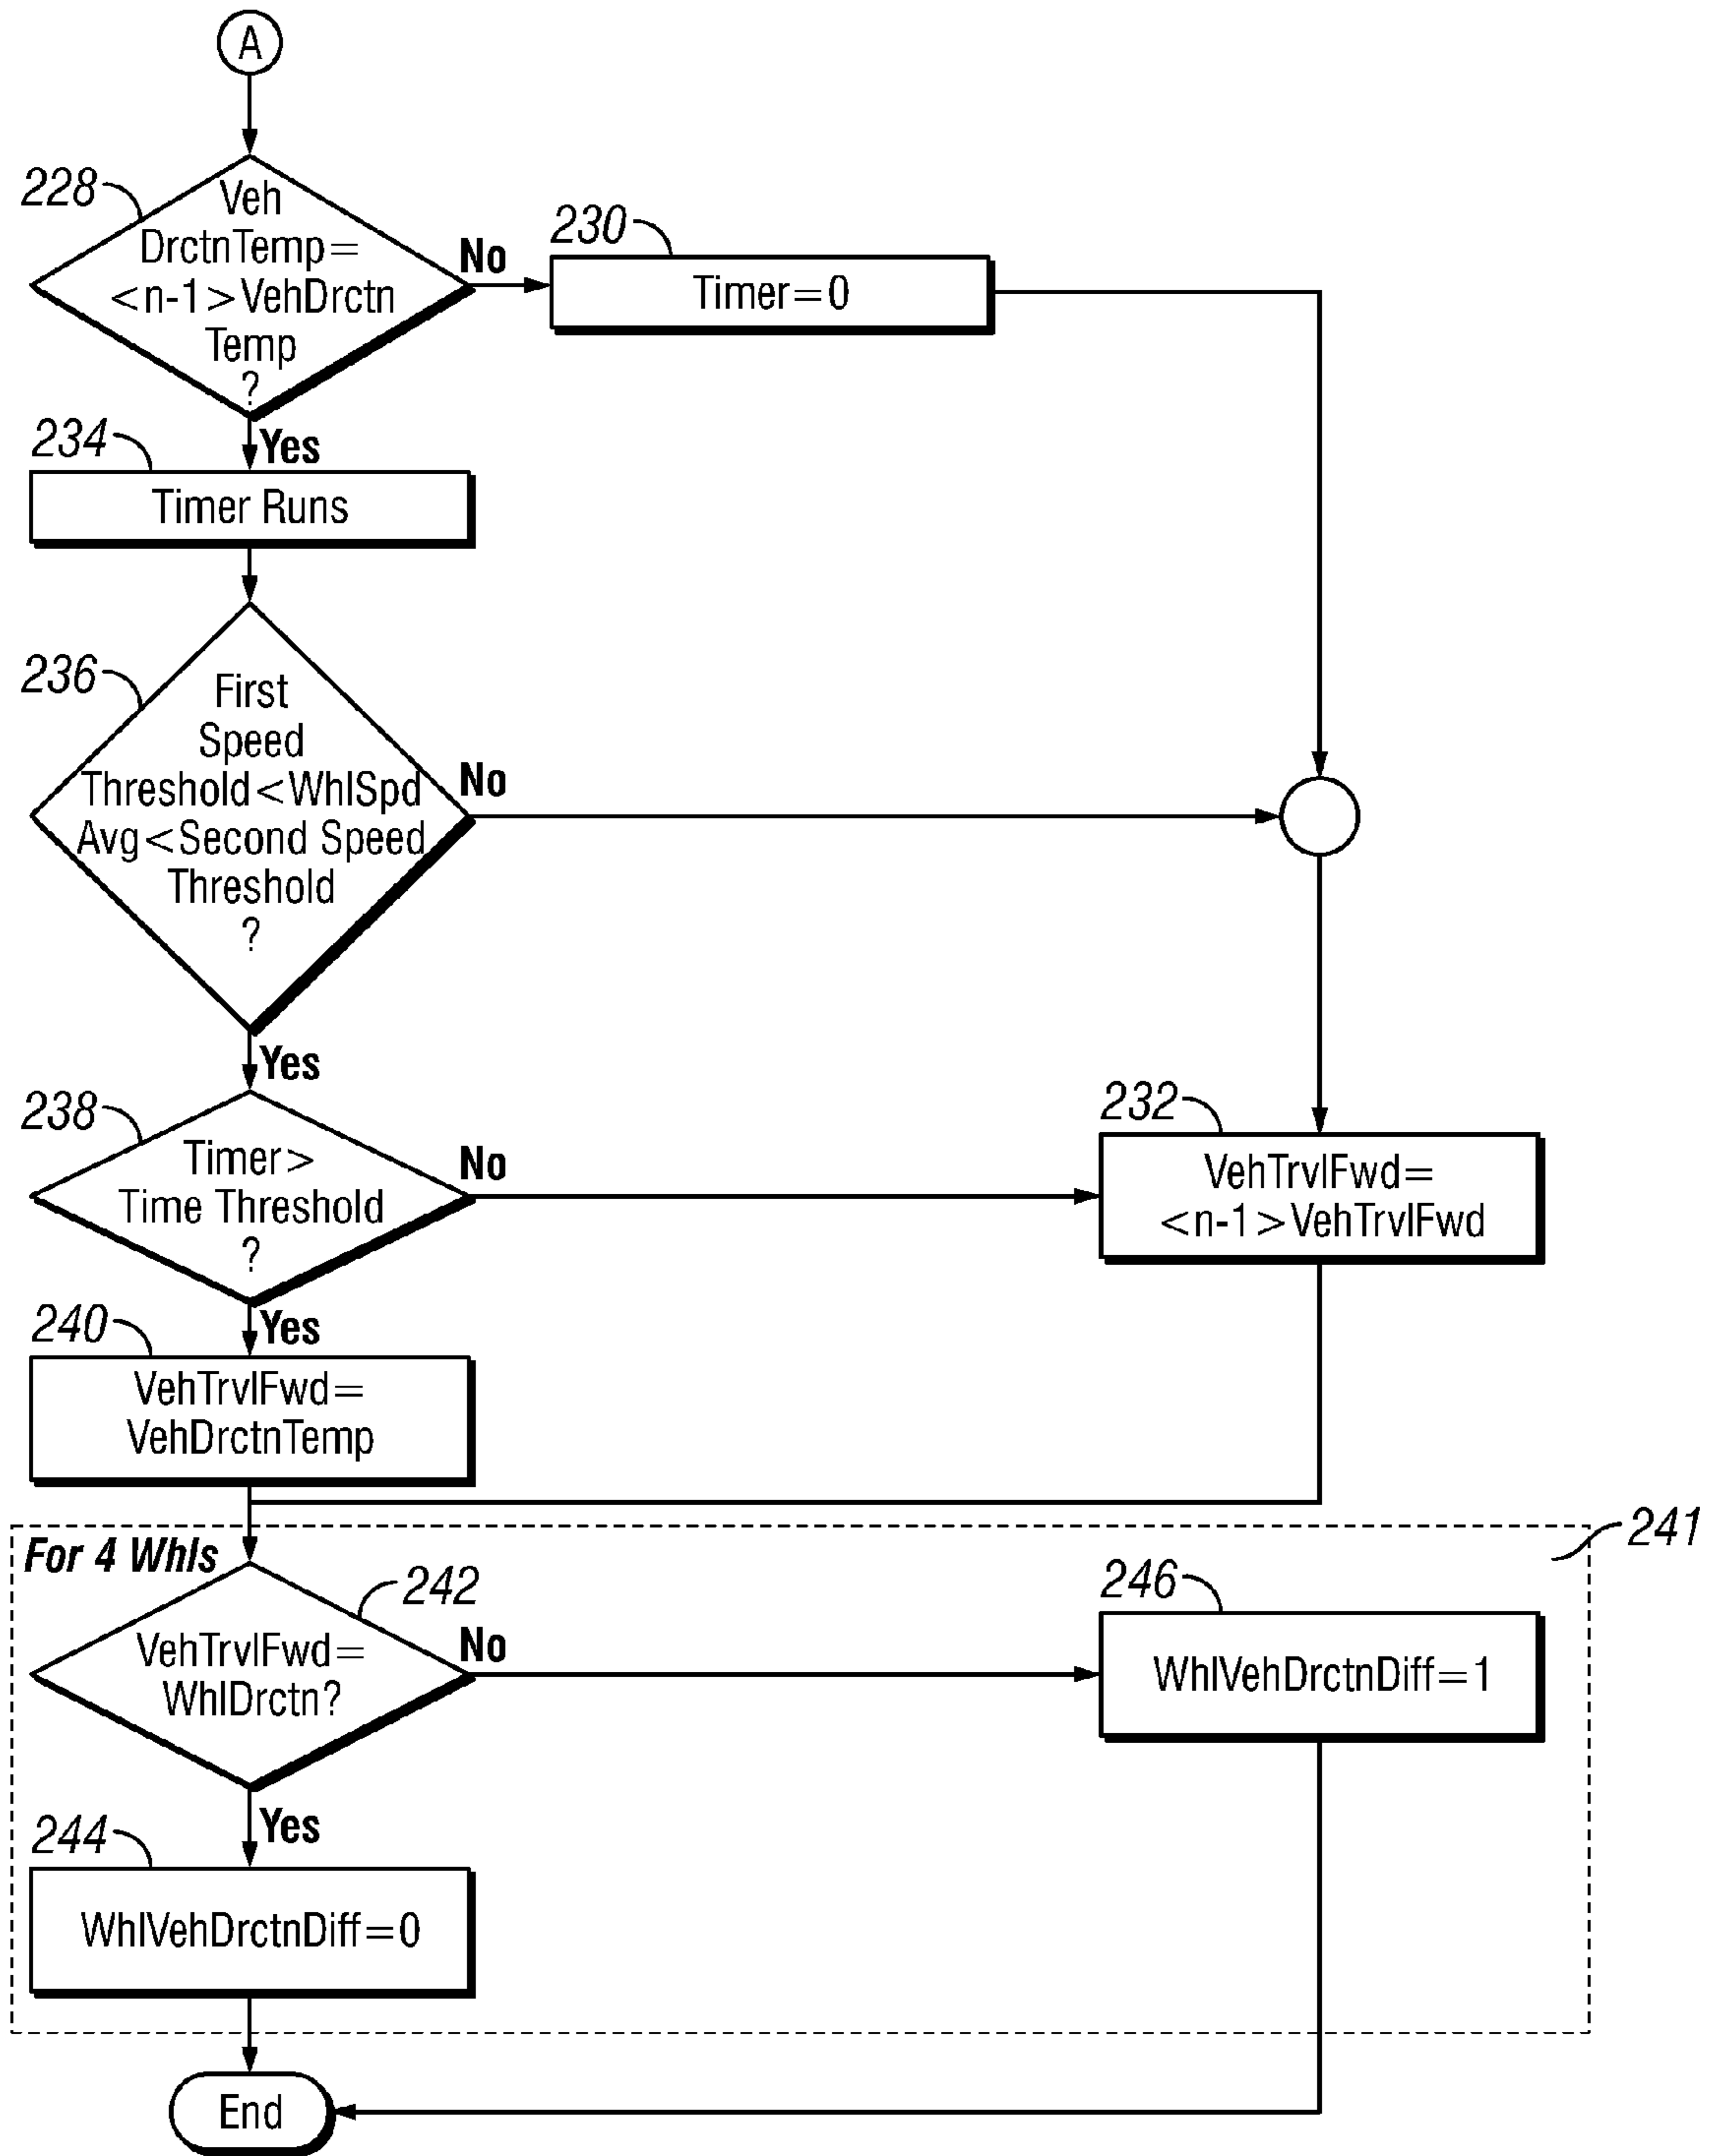 A
228
Veh
DrctnTemp=
<n-1>VehDrctn
Temp
?
No
230
Timer=0
Yes
234
Timer Runs
236
First
Speed
Threshold<WhlSpd
Avg<Second Speed
Threshold
?
No
Yes
238
Timer>
Time Threshold
?
No
232
VehTrvlFwd=
<n-1>VehTrvlFwd
Yes
240
VehTrvlFwd=
VehDrctnTemp
241
For 4 Whls
242
VehTrvlFwd=
WhlDrctn?
No
246
WhlVehDrctnDiff=1
Yes
244
WhlVehDrctnDiff=0
End